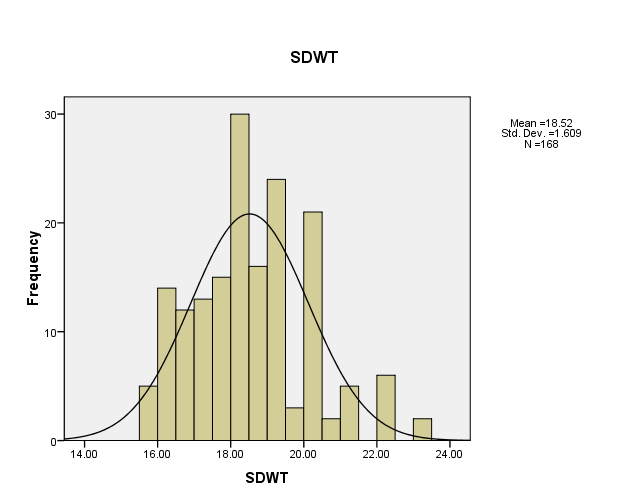 SDWT
Mean =18.52
Std. Dev. =1.609
N =168
Frequency
30
20
10
0
14.00 16.00 18.00 20.00 22.00 24.00
SDWT